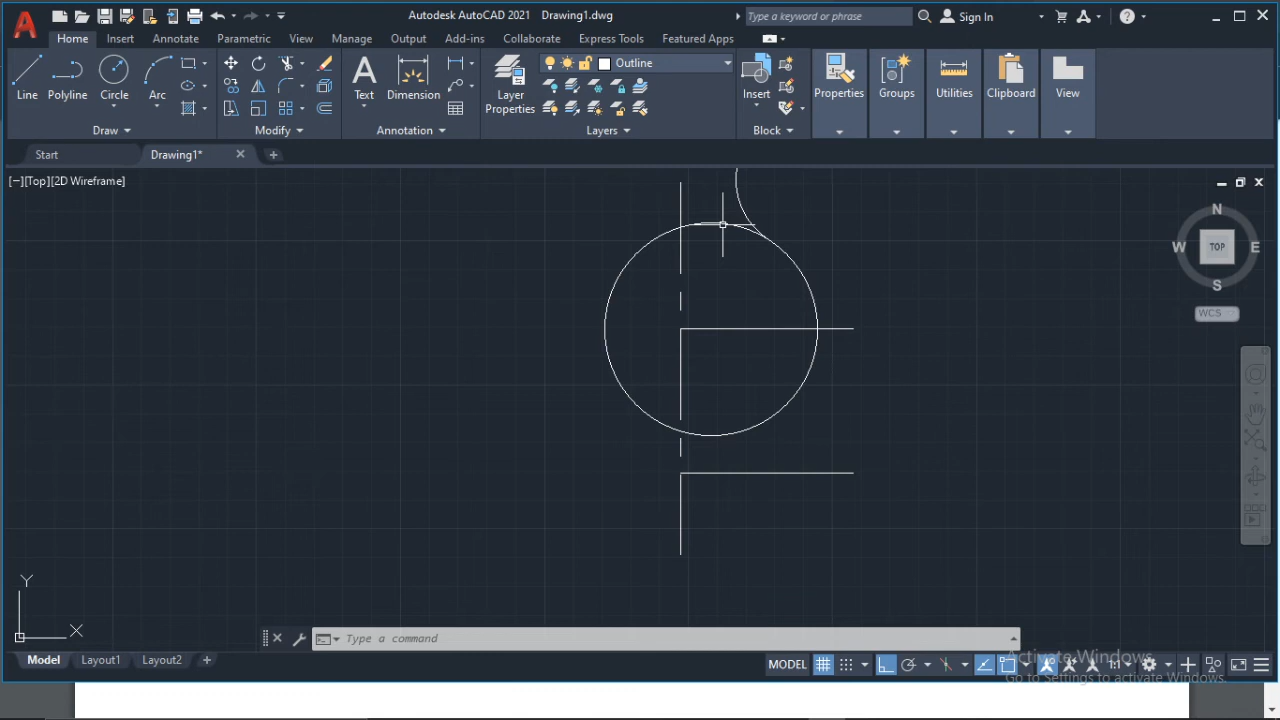 Autodesk AutoCAD 2021 Drawing1.dwg
Type a keyword or phrase
Sign In
Home Insert Annotate Parametric View Manage Output Add-ins Collaborate Express Tools Featured Apps
Line Polyline Circle Arc
Text Dimension
Layer Properties
Outline
Insert
Properties Groups Utilities Clipboard View
Draw Modify Annotation Layers Block
Start Drawing1*
[−][Top][2D Wireframe]
N
W TOP E
S
WCS
Y
X
Type a command
Model Layout1 Layout2
MODEL 1:1
Activate Windows
Go to Settings to activate Windows.